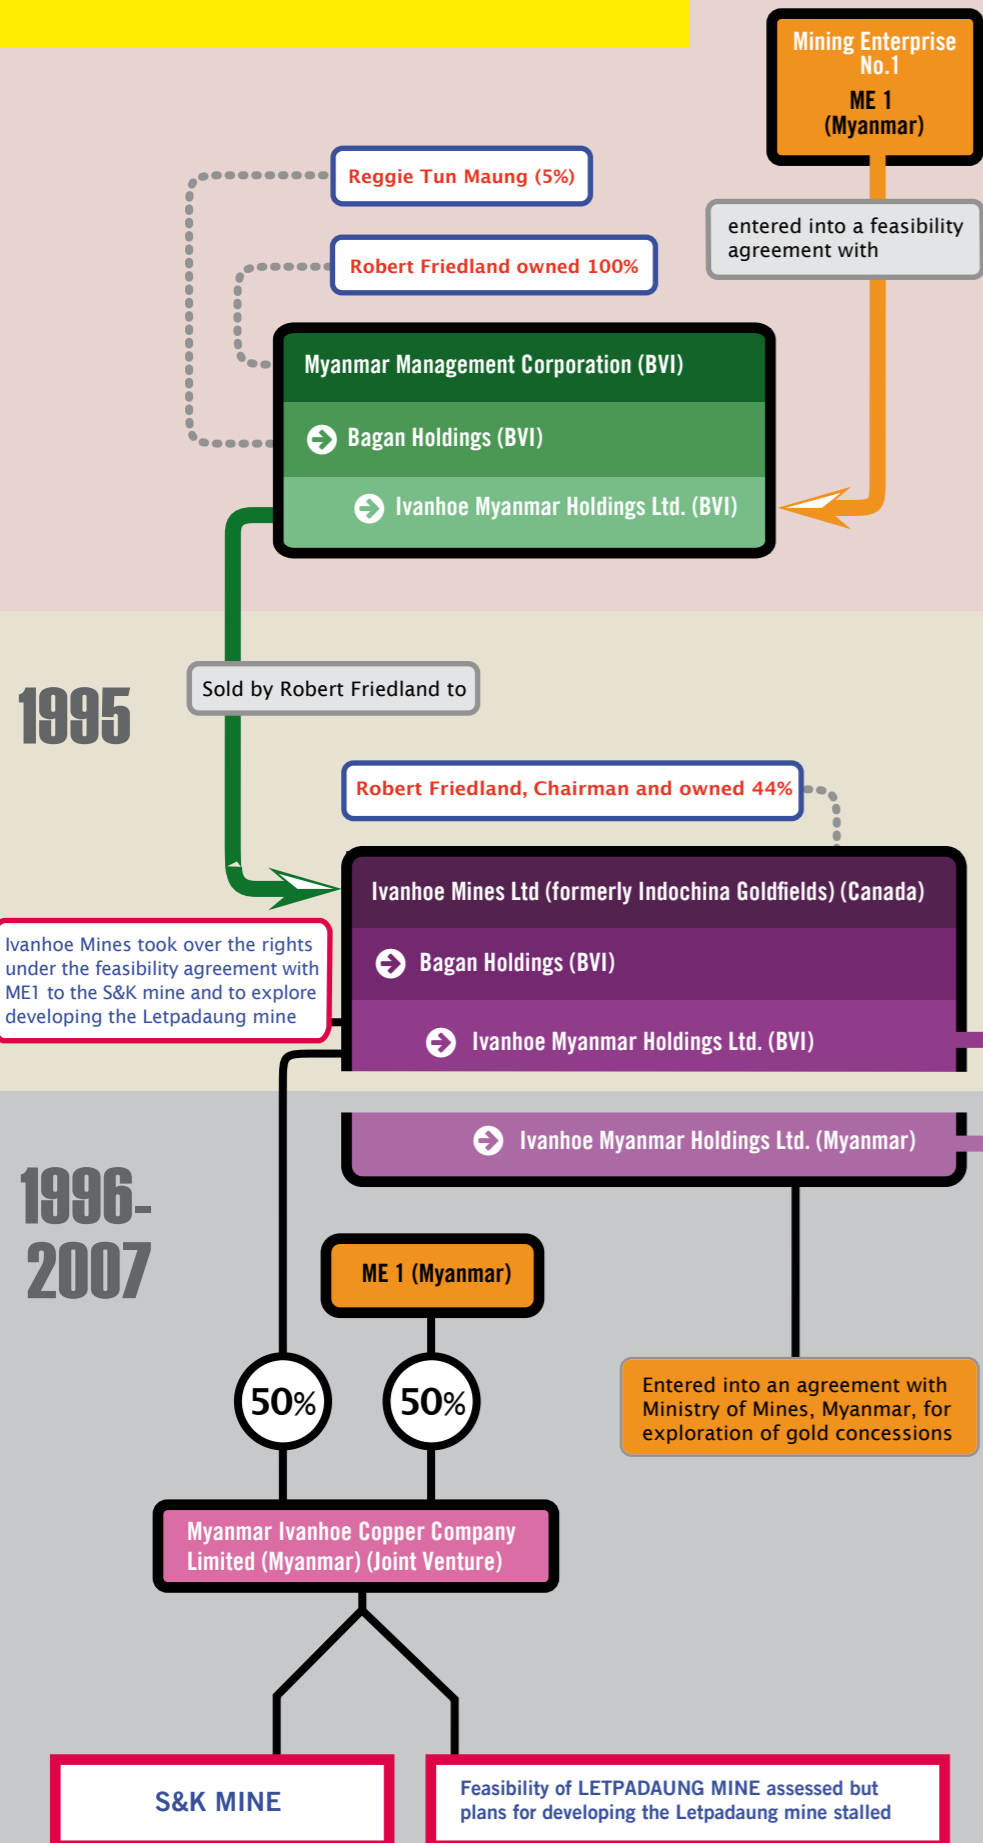 Mining Enterprise
No.1
ME 1
(Myanmar)
Reggie Tun Maung (5%)
entered into a feasibility
agreement with
Robert Friedland owned 100%
Myanmar Management Corporation (BVI)
Bagan Holdings (BVI)
Ivanhoe Myanmar Holdings Ltd. (BVI)
1995
Sold by Robert Friedland to
Robert Friedland, Chairman and owned 44%
Ivanhoe Mines Ltd (formerly Indochina Goldfields) (Canada)
Ivanhoe Mines took over the rights
under the feasibility agreement with
ME1 to the S&K mine and to explore
developing the Letpadaung mine
Bagan Holdings (BVI)
Ivanhoe Myanmar Holdings Ltd. (BVI)
Ivanhoe Myanmar Holdings Ltd. (Myanmar)
1996-
2007
ME 1 (Myanmar)
50%
50%
Entered into an agreement with
Ministry of Mines, Myanmar, for
exploration of gold concessions
Myanmar Ivanhoe Copper Company
Limited (Myanmar) (Joint Venture)
S&K MINE
Feasibility of LETPADAUNG MINE assessed but
plans for developing the Letpadaung mine stalled